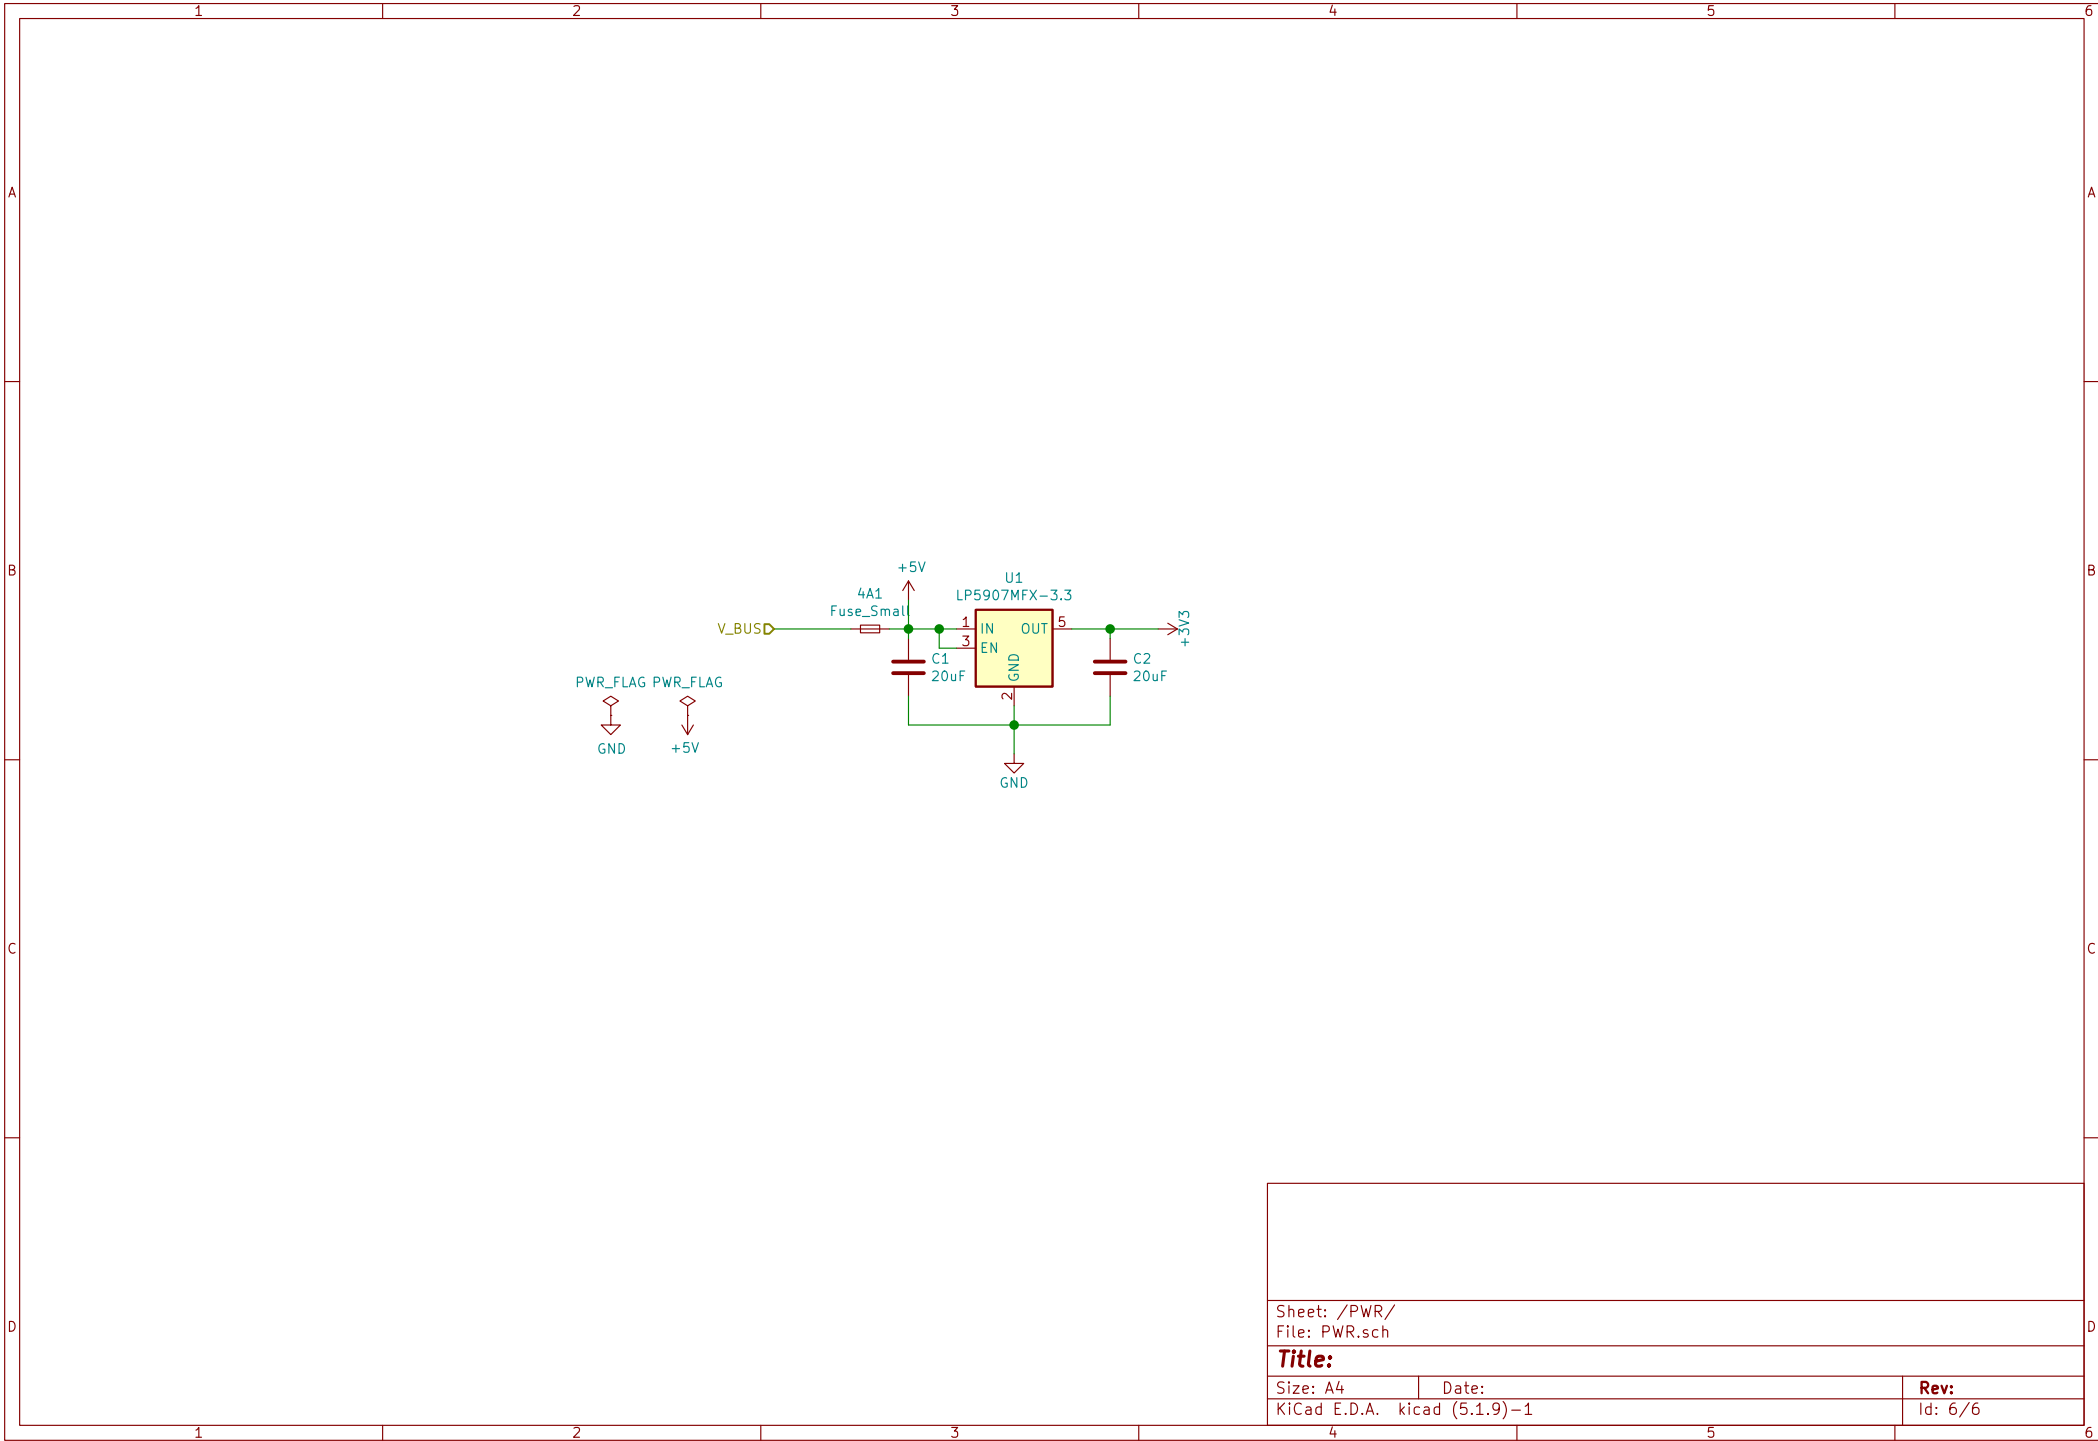 1 2 3 4 5 6
A A
+5V
B B
U1
4A1
LP5907MFX-3.3
Fuse_Small
V_BUS
1 IN OUT 5
+3V3
3 EN
GND
2
C1
20uF
C2
20uF
PWR_FLAG PWR_FLAG
GND +5V
GND
C C
Sheet: /PWR/
File: PWR.sch
D D
Title:
Size: A4 Date: Rev:
KiCad E.D.A. kicad (5.1.9)-1 Id: 6/6
1 2 3 4 5 6